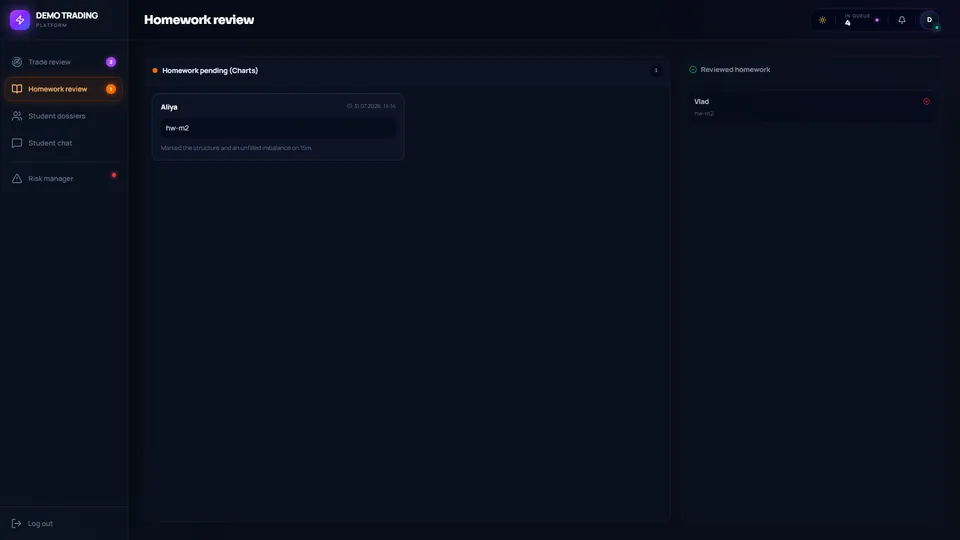 DEMO TRADING
PLATFORM
Homework review
IN QUEUE
4
D
Trade review
Homework review
1
Student dossiers
Student chat
Risk manager
Log out
Homework pending (Charts)
1
Aliya
31.07.2026, 14:14
hw-m2
Marked the structure and an unfilled imbalance on 15m.
Reviewed homework
Vlad
hw-m2